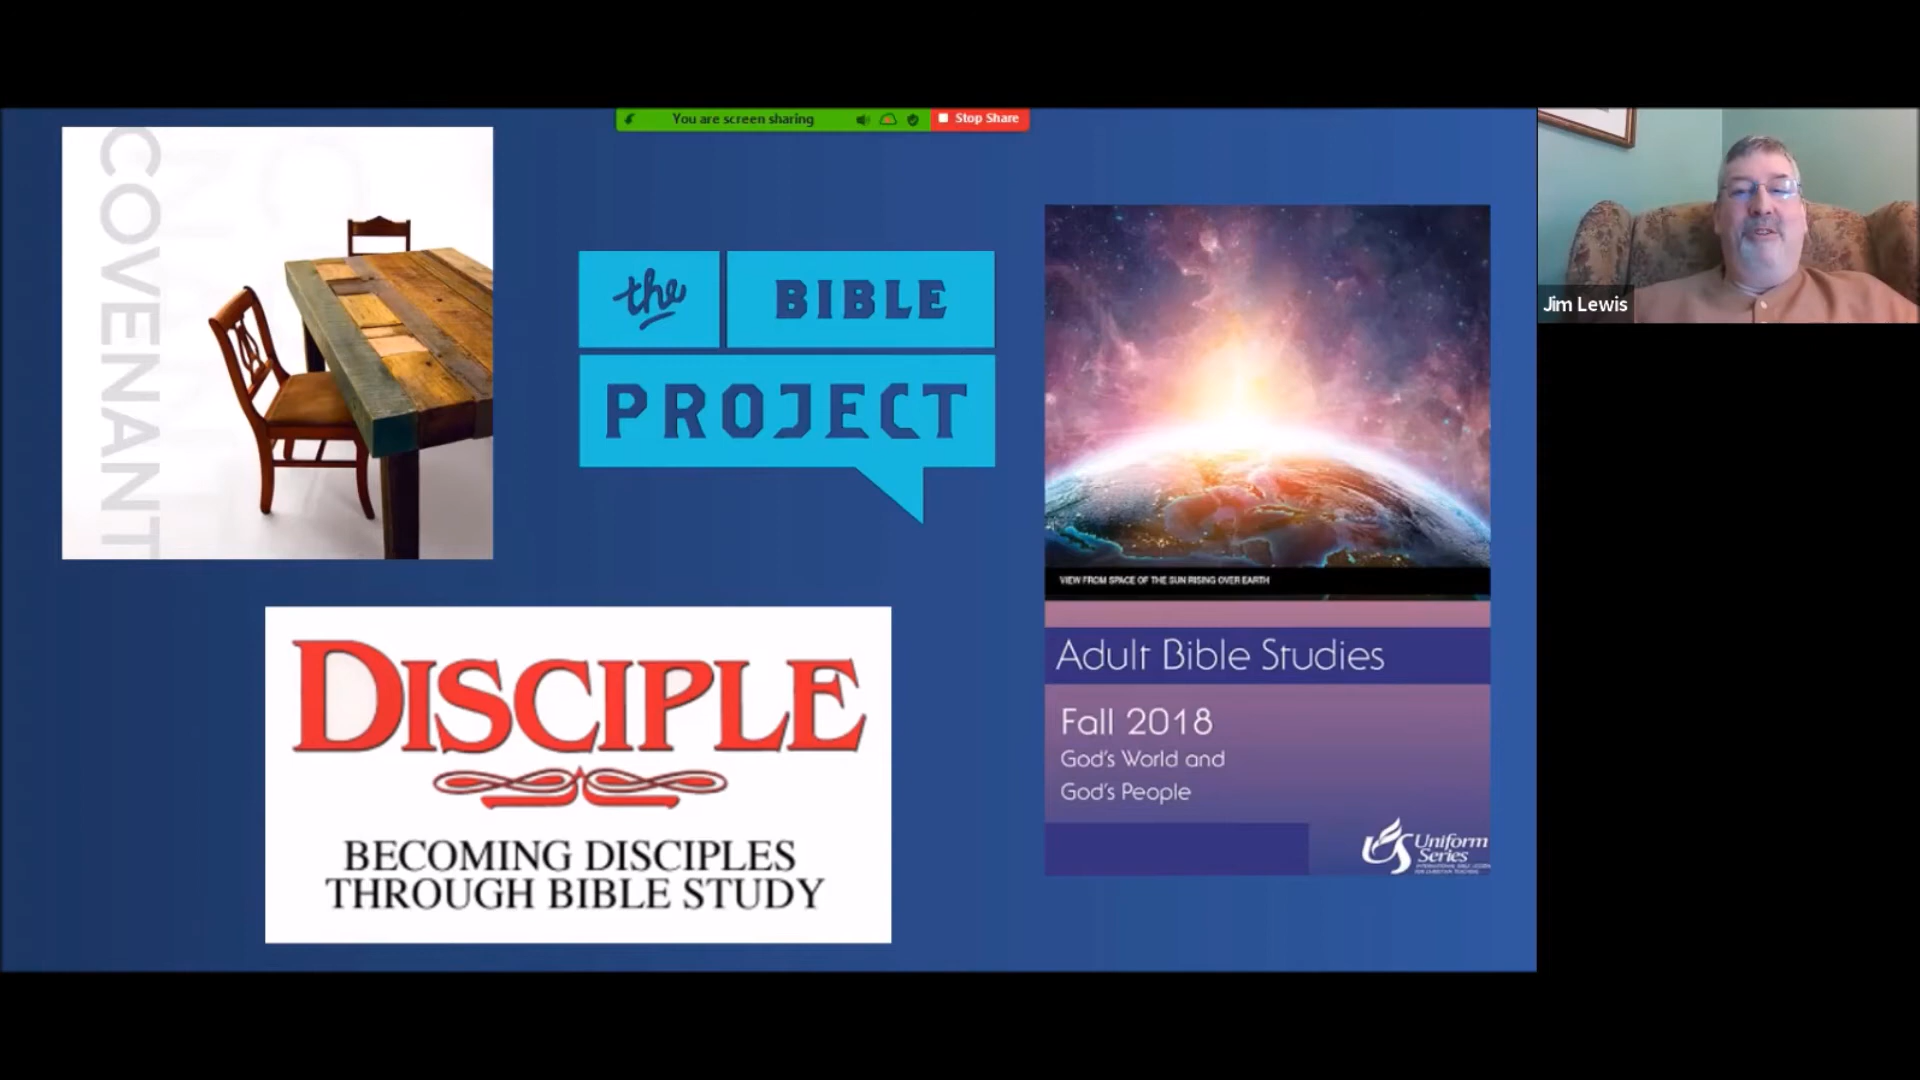 You are screen sharing
Stop Share
COVENANT
the BIBLE
PROJECT
VIEW FROM SPACE OF THE SUN RISING OVER EARTH
Adult Bible Studies
Fall 2018
God's World and
God's People
Uniform
Series
DISCIPLE
BECOMING DISCIPLES
THROUGH BIBLE STUDY
Jim Lewis